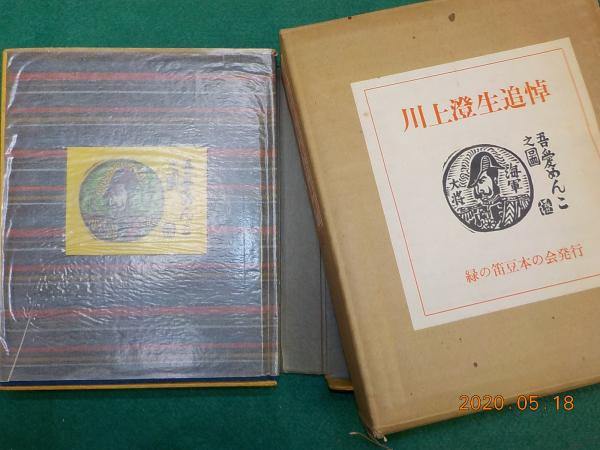 川上澄生追悼
吾愛めんこ
之圖
海軍
大将
緑の笛豆本の会発行
2020.05.18